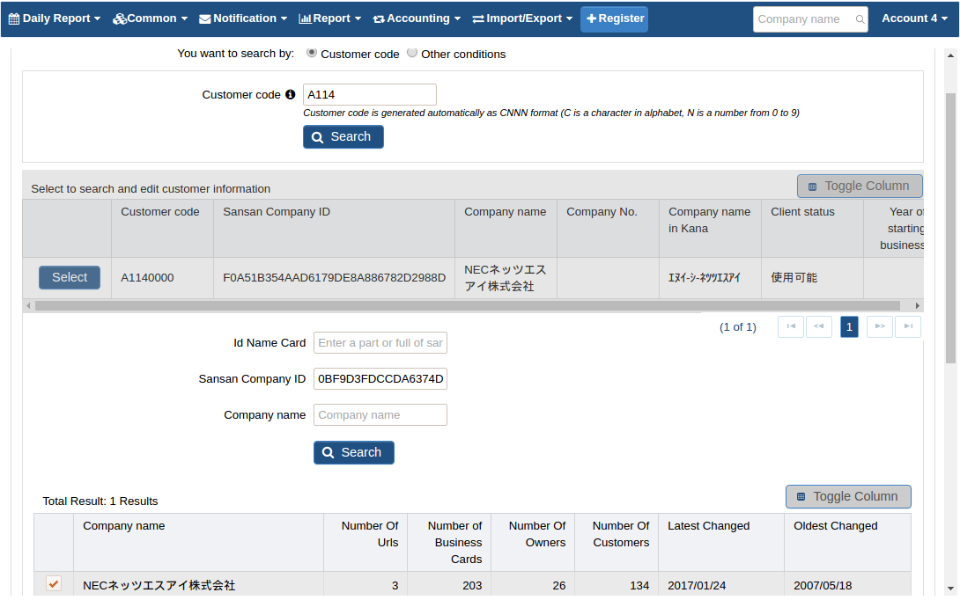 Daily Report Common Notification Report Accounting Import/Export Register Company name Account 4
You want to search by: Customer code Other conditions
Customer code A114
Customer code is generated automatically as CNNN format (C is a character in alphabet, N is a number from 0 to 9)
Search
Select to search and edit customer information Toggle Column
Customer code Sansan Company ID Company name Company No. Company name Client status Year of
in Kana starting
business
Select A1140000 F0A51B354AAD6179DE8A886782D2988D NECネッツエス エヌイ-シ-ネッツエスアイ 使用可能
アイ株式会社
(1 of 1) 1
Id Name Card Enter a part or full of sar
Sansan Company ID 0BF9D3FDCCDA6374D
Company name Company name
Search
Total Result: 1 Results Toggle Column
Company name Number Of Number of Number Of Number Of Latest Changed Oldest Changed
Urls Business Owners Customers
Cards
NECネッツエスアイ株式会社 3 203 26 134 2017/01/24 2007/05/18